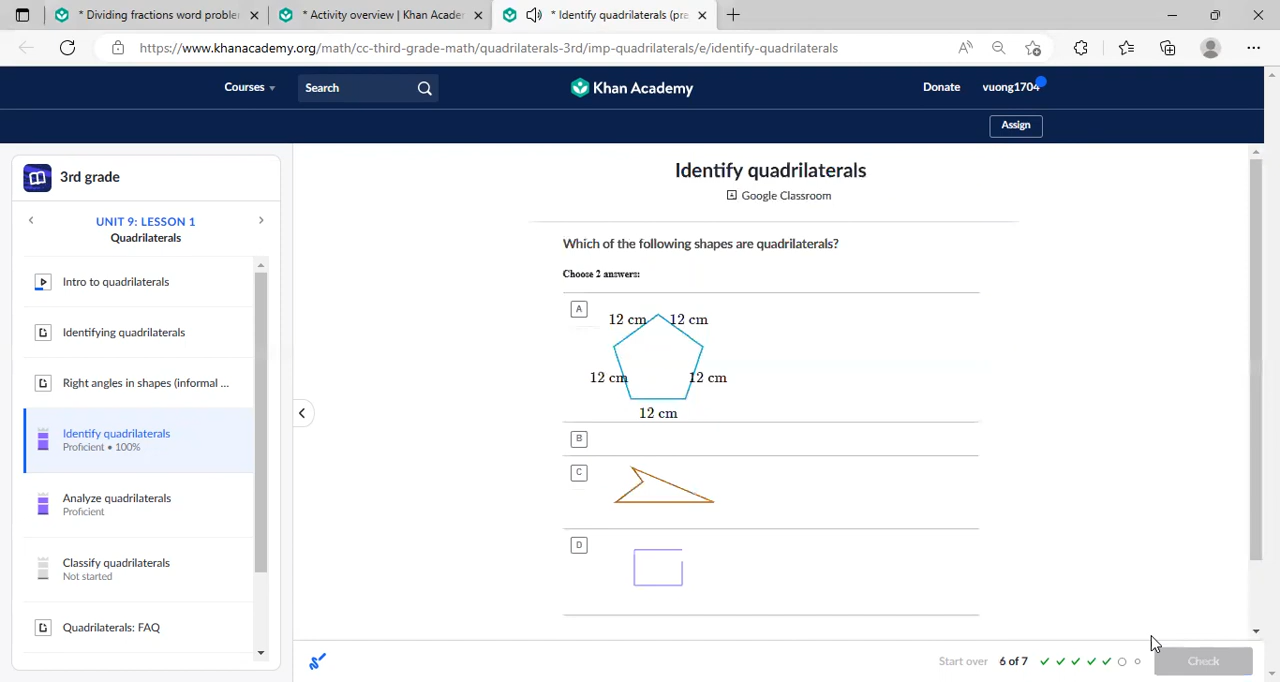 * Dividing fractions word proble
* Activity overview | Khan Acade
* Identify quadrilaterals (pra
https://www.khanacademy.org/math/cc-third-grade-math/quadrilaterals-3rd/imp-quadrilaterals/e/identify-quadrilaterals
Courses
Search
Khan Academy
Donate
vuong1704
Assign
3rd grade
UNIT 9: LESSON 1
Quadrilaterals
Intro to quadrilaterals
Identifying quadrilaterals
Right angles in shapes (informal ...
Identify quadrilaterals
Proficient • 100%
Analyze quadrilaterals
Proficient
Classify quadrilaterals
Not started
Quadrilaterals: FAQ
Identify quadrilaterals
Google Classroom
Which of the following shapes are quadrilaterals?
Choose 2 answers:
A
12 cm 12 cm
12 cm 12 cm
12 cm
B
C
D
Start over 6 of 7
Check